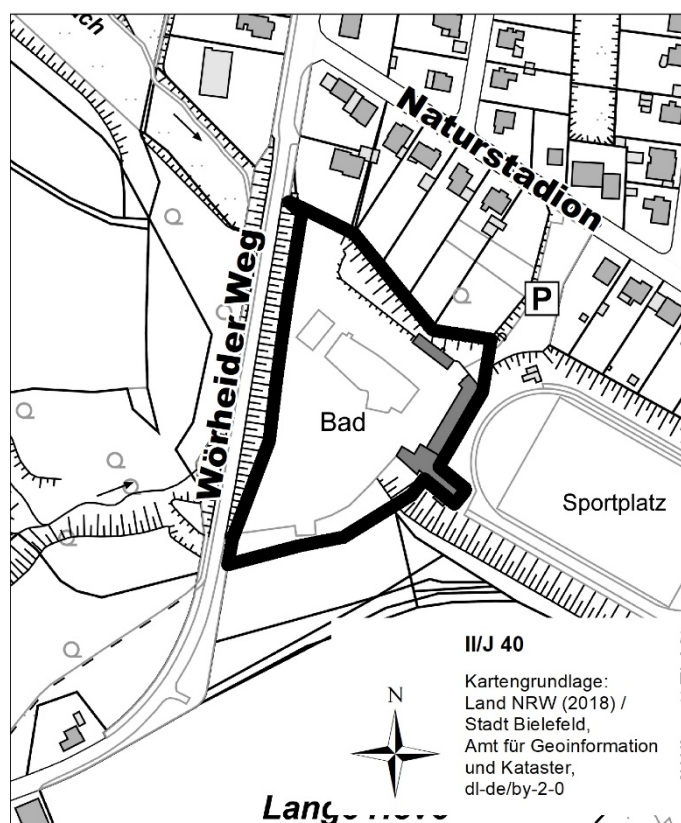 Naturstadion
Wörheider Weg
P
Bad
Sportplatz
II/J 40
Kartengrundlage:
Land NRW (2018) /
Stadt Bielefeld,
Amt für Geoinformation
und Kataster,
dl-de/by-2-0
N